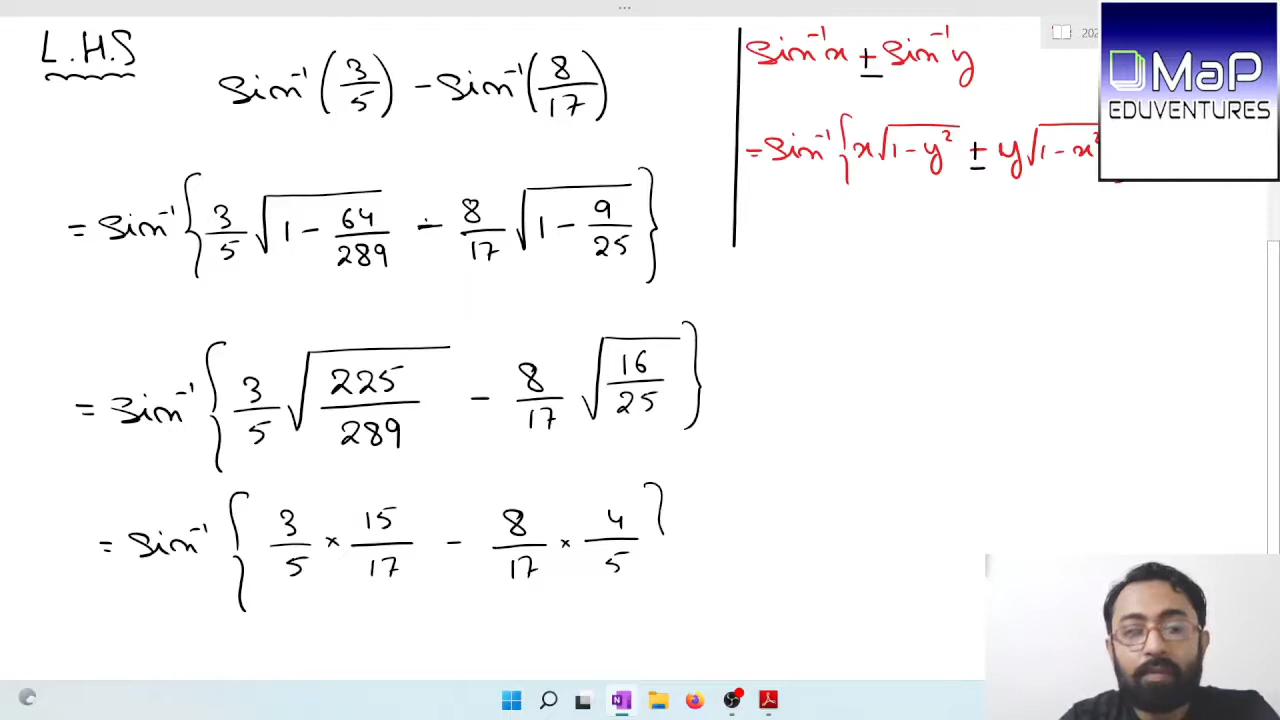 L.H.S
sin⁻¹(3/5) - sin⁻¹(8/17)
= sin⁻¹{3/5 √(1 - 64/289) - 8/17 √(1 - 9/25)}
= sin⁻¹{3/5 √(225/289) - 8/17 √(16/25)}
= sin⁻¹{3/5 × 15/17 - 8/17 × 4/5}
sin⁻¹x ± sin⁻¹y
= sin⁻¹{x√(1-y²) ± y√(1-x²
202
MaP
EDUVENTURES